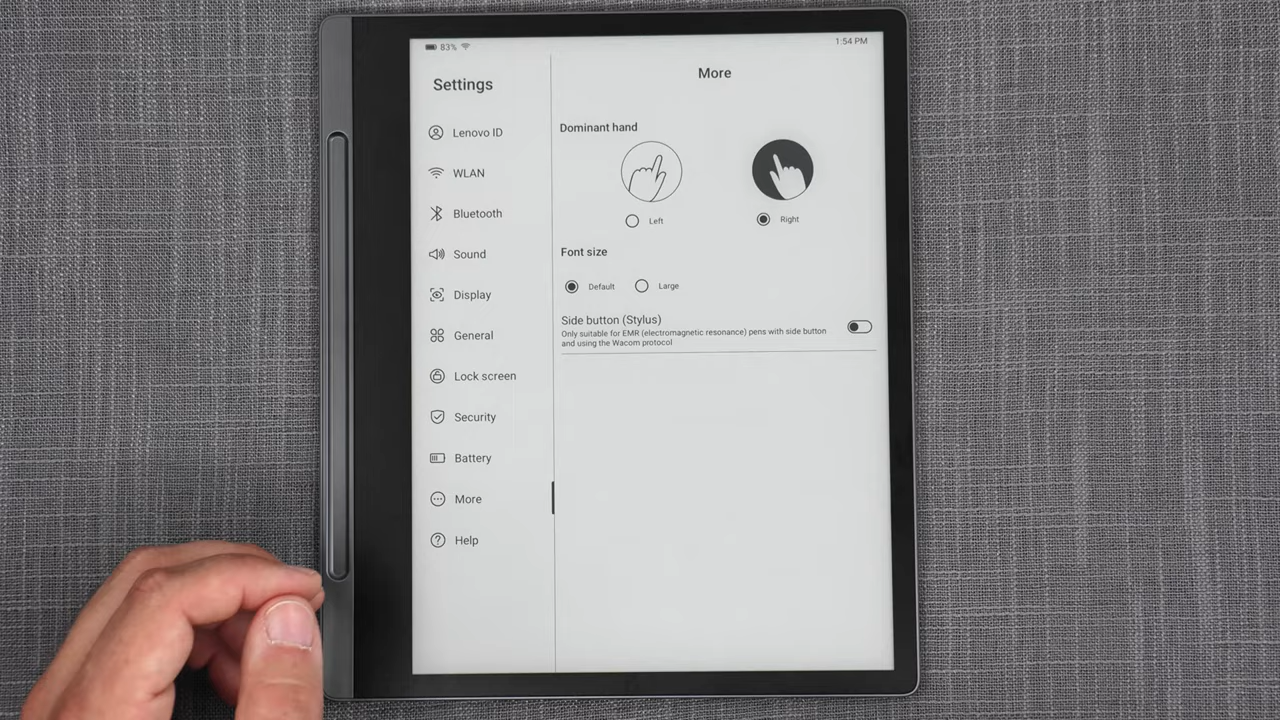 83%
1:54 PM
Settings
Lenovo ID
WLAN
Bluetooth
Sound
Display
General
Lock screen
Security
Battery
More
Help
More
Dominant hand
Left
Right
Font size
Default
Large
Side button (Stylus)
Only suitable for EMR (electromagnetic resonance) pens with side button
and using the Wacom protocol